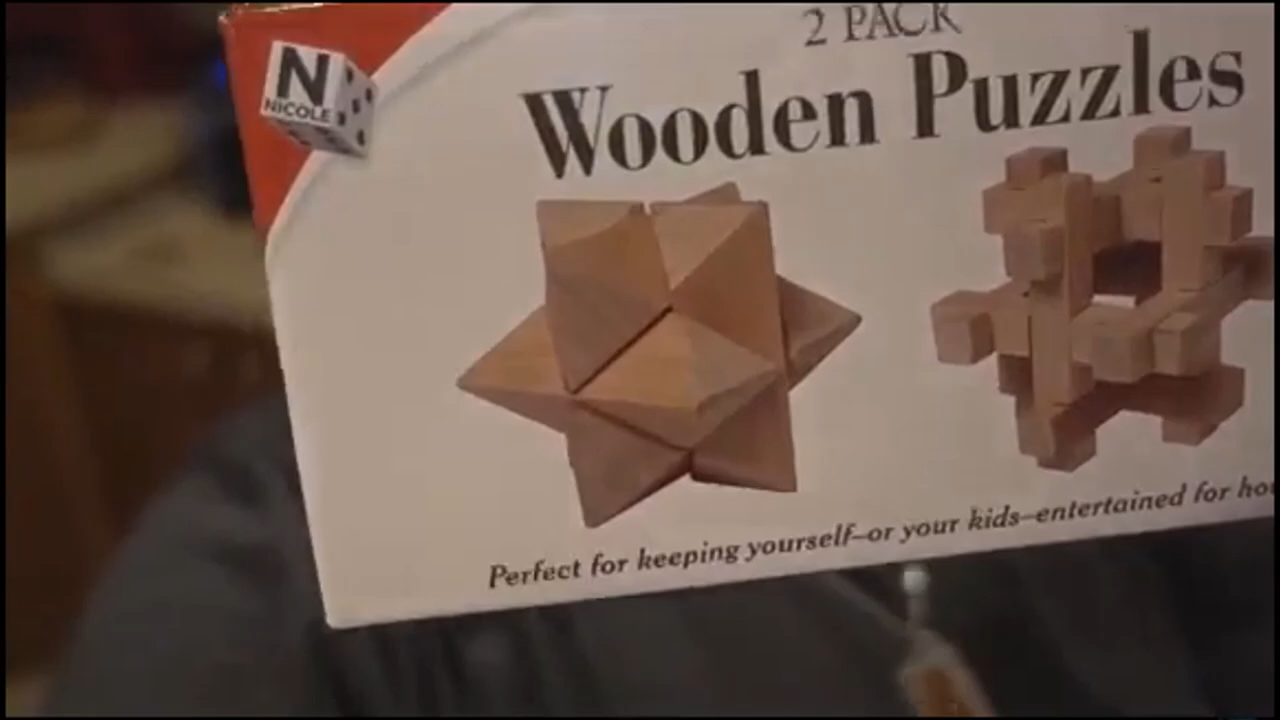 2 PACK
N
NICOLE
Wooden Puzzles
Perfect for keeping yourself–or your kids–entertained for